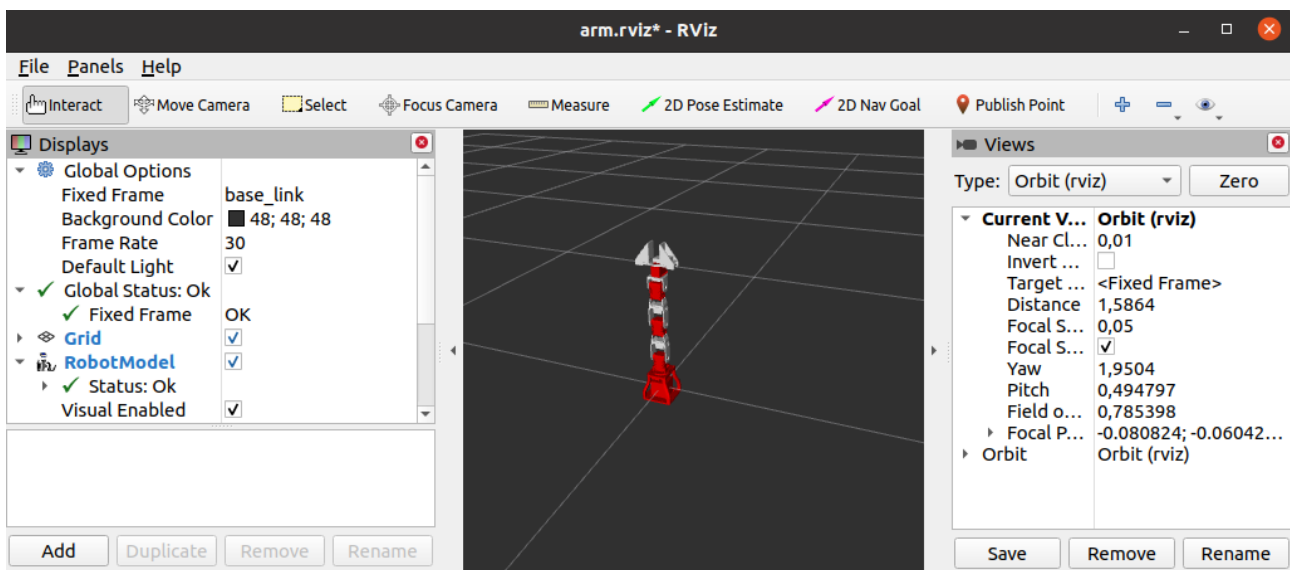 arm.rviz* - RViz
File Panels Help
Interact Move Camera Select Focus Camera Measure 2D Pose Estimate 2D Nav Goal Publish Point
Displays
Global Options
Fixed Frame base_link
Background Color 48; 48; 48
Frame Rate 30
Default Light
Global Status: Ok
Fixed Frame OK
Grid
RobotModel
Status: Ok
Visual Enabled
Add Duplicate Remove Rename
Views
Type: Orbit (rviz) Zero
Current V... Orbit (rviz)
Near Cl... 0,01
Invert ...
Target ... <Fixed Frame>
Distance 1,5864
Focal S... 0,05
Focal S...
Yaw 1,9504
Pitch 0,494797
Field o... 0,785398
Focal P... -0.080824; -0.06042...
Orbit Orbit (rviz)
Save Remove Rename